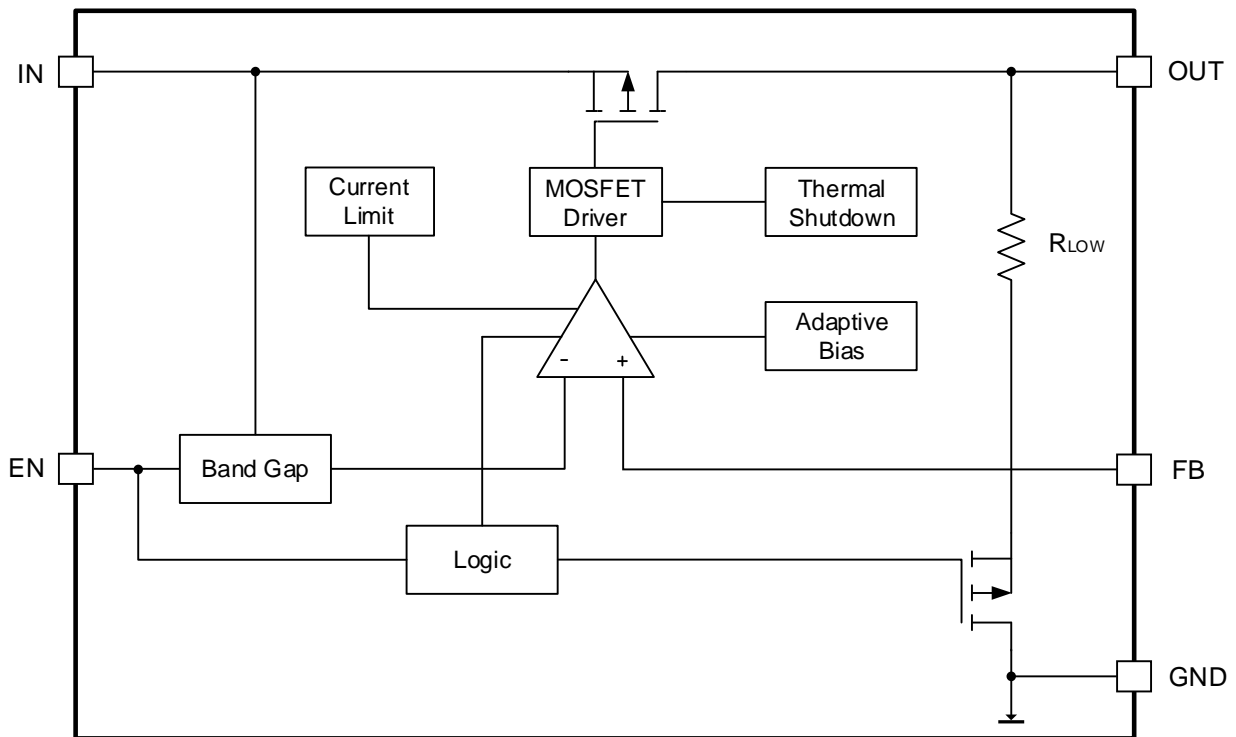 IN
OUT
Current
Limit
MOSFET
Driver
Thermal
Shutdown
RLOW
Adaptive
Bias
- +
EN
Band Gap
FB
Logic
GND